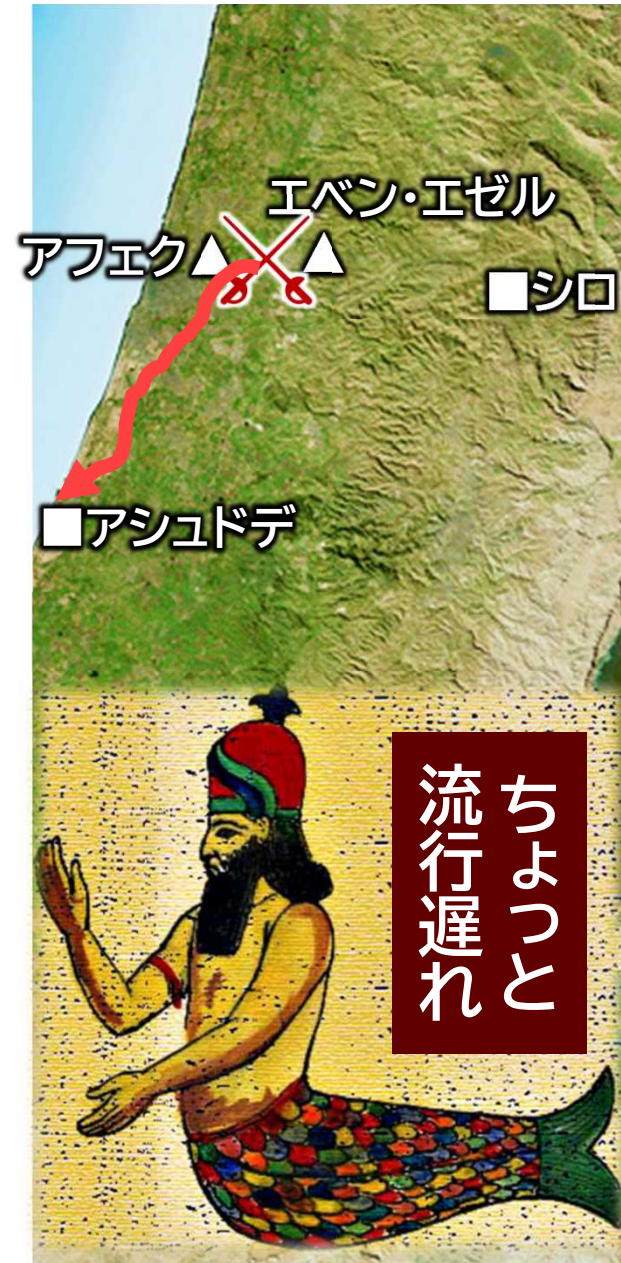 エベン・エゼル
アフェク
シロ
アシュドデ
ちょっと
流行遅れ